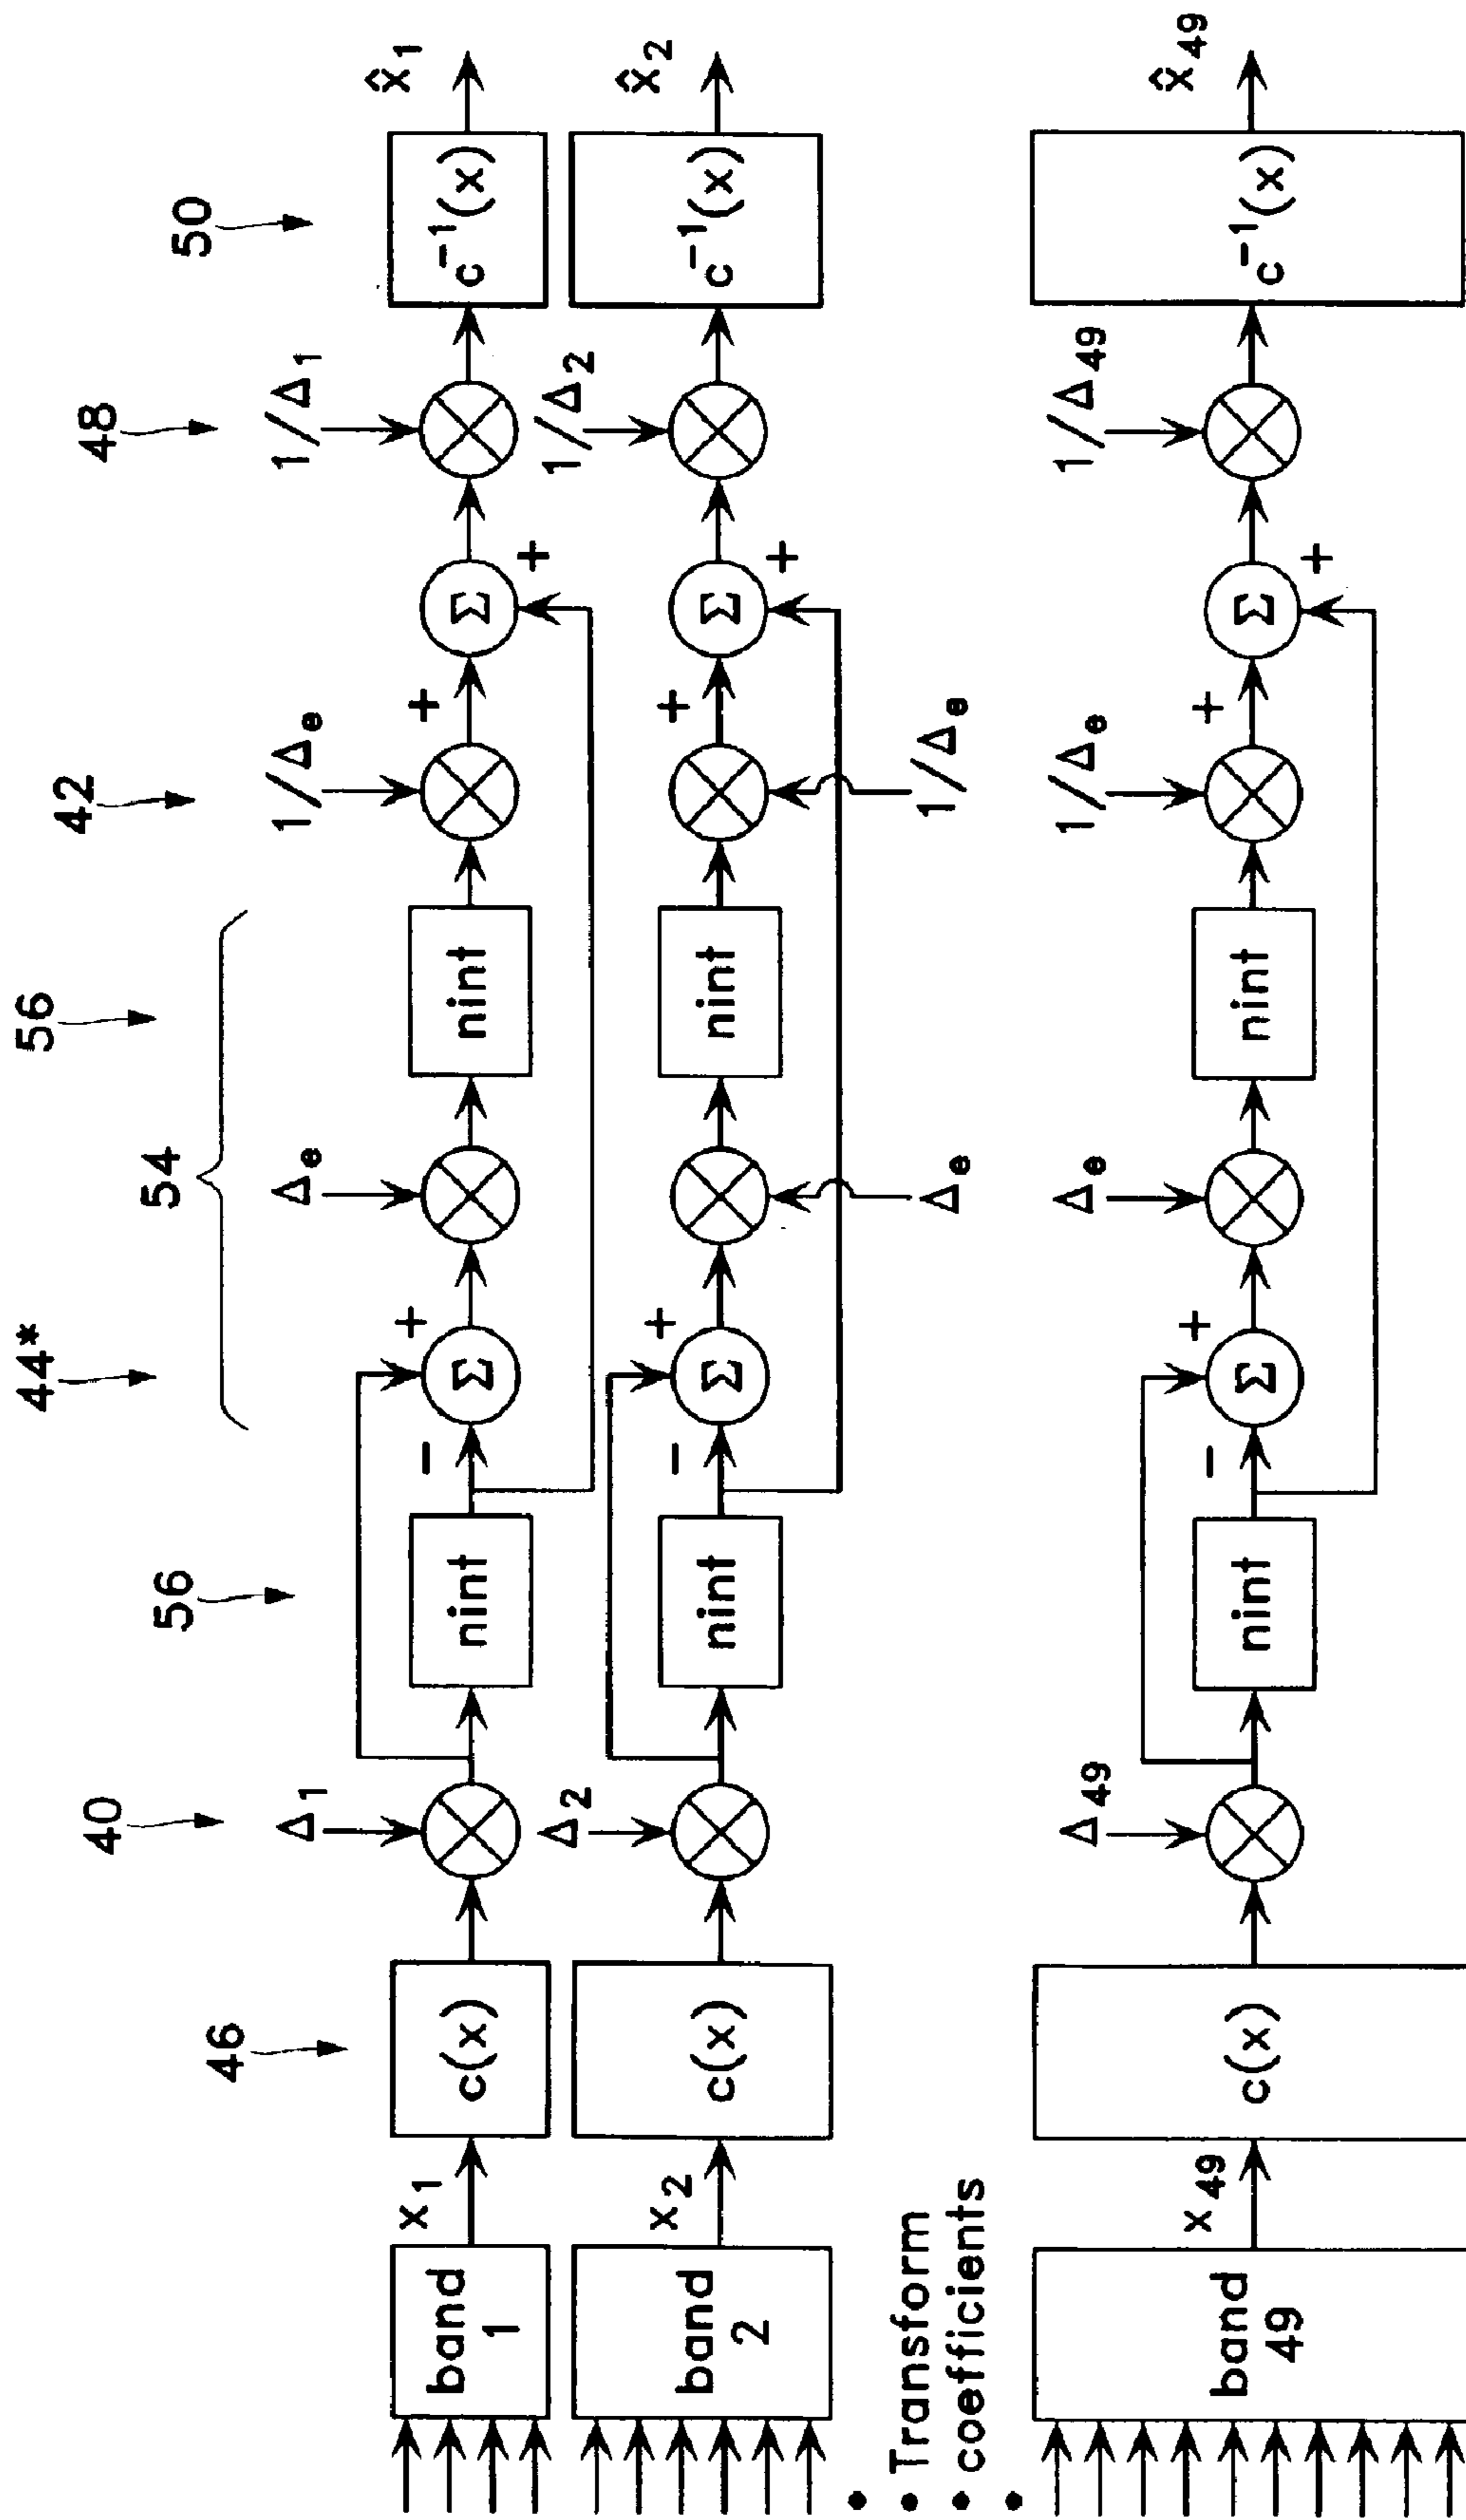 56
44*
54
56
42
48
50
46
40
56
Δ1
Δe
1/Δe
1/Δ1
band 1
x1
c(x)
nint
Σ
nint
Σ
c⁻¹(x)
x̂1
−
+
+
+
Δ2
1/Δ2
band 2
x2
c(x)
nint
Σ
nint
Σ
c⁻¹(x)
x̂2
−
+
+
+
Δe
1/Δe
Transform
coefficients
Δ49
Δe
1/Δe
1/Δ49
band 49
x49
c(x)
nint
Σ
nint
Σ
c⁻¹(x)
x̂49
−
+
+
+